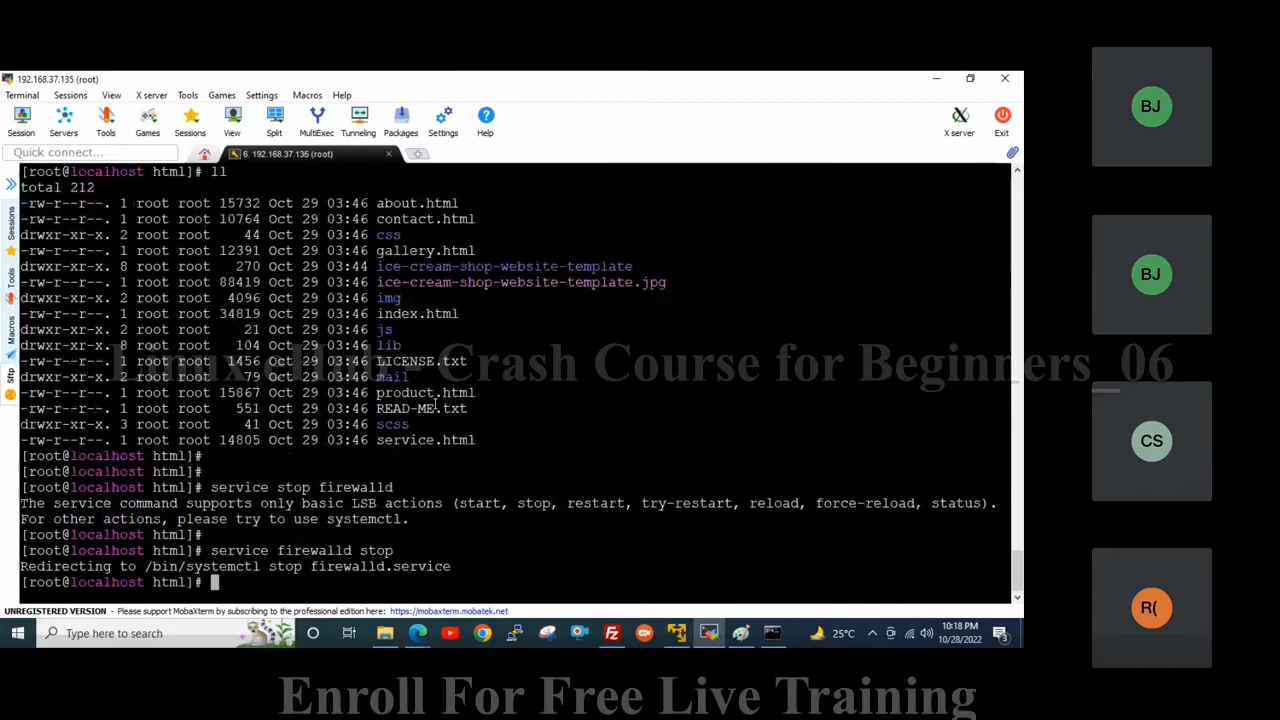 192.168.37.135 (root)
Terminal Sessions View X server Tools Games Settings Macros Help
Session Servers Tools Games Sessions View Split MultiExec Tunneling Packages Settings Help X server Exit
Quick connect...
6. 192.168.37.135 (root)
[root@localhost html]# ll
total 212
-rw-r--r--. 1 root root 15732 Oct 29 03:46 about.html
-rw-r--r--. 1 root root 10764 Oct 29 03:46 contact.html
drwxr-xr-x. 2 root root 44 Oct 29 03:46 css
-rw-r--r--. 1 root root 12391 Oct 29 03:46 gallery.html
drwxr-xr-x. 8 root root 270 Oct 29 03:44 ice-cream-shop-website-template
-rw-r--r--. 1 root root 88419 Oct 29 03:46 ice-cream-shop-website-template.jpg
drwxr-xr-x. 2 root root 4096 Oct 29 03:46 img
-rw-r--r--. 1 root root 34819 Oct 29 03:46 index.html
drwxr-xr-x. 2 root root 21 Oct 29 03:46 js
drwxr-xr-x. 8 root root 104 Oct 29 03:46 lib
-rw-r--r--. 1 root root 1456 Oct 29 03:46 LICENSE.txt
drwxr-xr-x. 2 root root 79 Oct 29 03:46 mail
-rw-r--r--. 1 root root 15867 Oct 29 03:46 product.html
-rw-r--r--. 1 root root 551 Oct 29 03:46 READ-ME.txt
drwxr-xr-x. 3 root root 41 Oct 29 03:46 scss
-rw-r--r--. 1 root root 14805 Oct 29 03:46 service.html
[root@localhost html]#
[root@localhost html]#
[root@localhost html]# service stop firewalld
The service command supports only basic LSB actions (start, stop, restart, try-restart, reload, force-reload, status).
For other actions, please try to use systemctl.
[root@localhost html]#
[root@localhost html]# service firewalld stop
Redirecting to /bin/systemctl stop firewalld.service
[root@localhost html]#
Sessions
Tools
Macros
Sftp
UNREGISTERED VERSION - Please support MobaXterm by subscribing to the professional edition here: https://mobaxterm.mobatek.net
Type here to search
25°C
10:18 PM
10/28/2022
3
BJ
BJ
CS
R(
Crash Course for Beginners_06
Enroll For Free Live Training